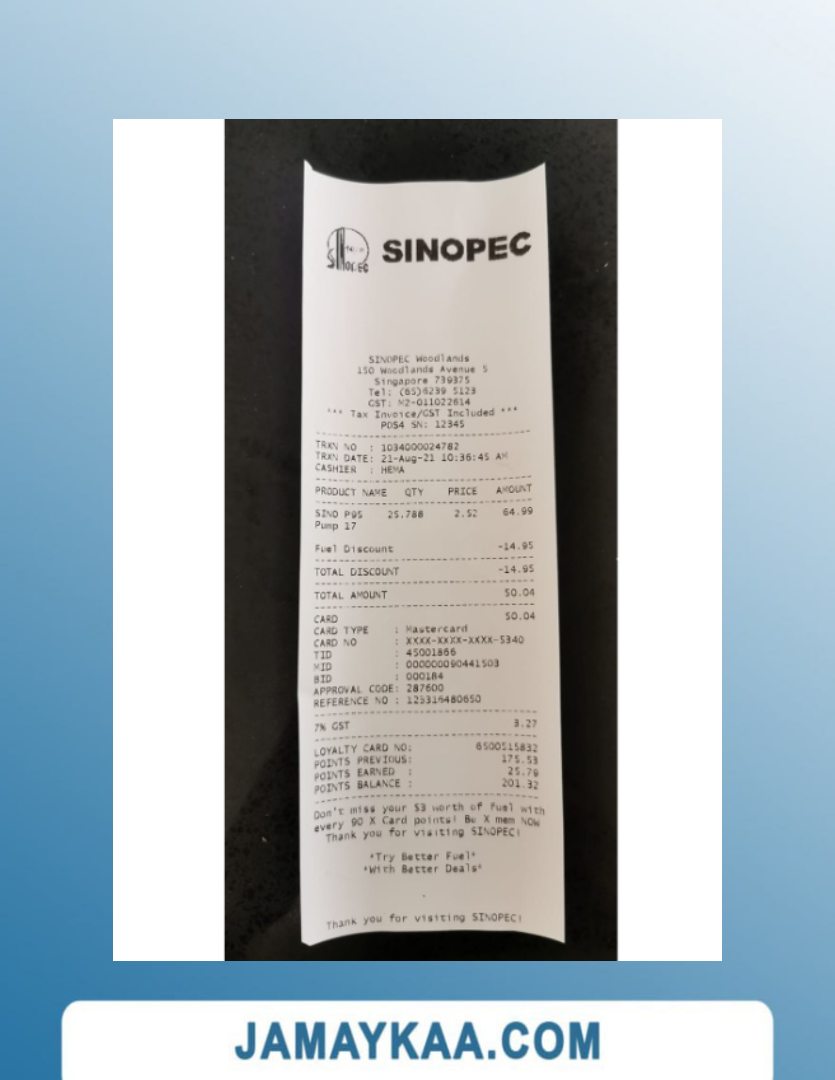 SINOPEC
SINOPEC
SINOPEC Woodlands
150 Woodlands Avenue 5
Singapore 739375
Tel: (65)6239 5123
GST: M2-011022614
*** Tax Invoice/GST Included ***
POS4 SN: 12345
TRXN NO : 1034000024782
TRXN DATE: 21-Aug-21 10:36:45 AM
CASHIER : HEMA
PRODUCT NAME QTY PRICE AMOUNT
SINO P95 25.788 2.52 64.99
Pump 17
Fuel Discount -14.95
TOTAL DISCOUNT -14.95
TOTAL AMOUNT 50.04
CARD 50.04
CARD TYPE : Mastercard
CARD NO : XXXX-XXXX-XXXX-5340
TID : 45001866
MID : 000000090441503
BID : 000184
APPROVAL CODE: 287600
REFERENCE NO : 123316480650
7% GST 3.27
LOYALTY CARD NO: 6500515832
POINTS PREVIOUS: 175.53
POINTS EARNED : 25.79
POINTS BALANCE : 201.32
Don't miss your $3 worth of Fuel with
every 90 X Card points! Be X mem NOW
Thank you for visiting SINOPEC!
*Try Better Fuel*
*With Better Deals*
Thank you for visiting SINOPEC!
JAMAYKAA.COM